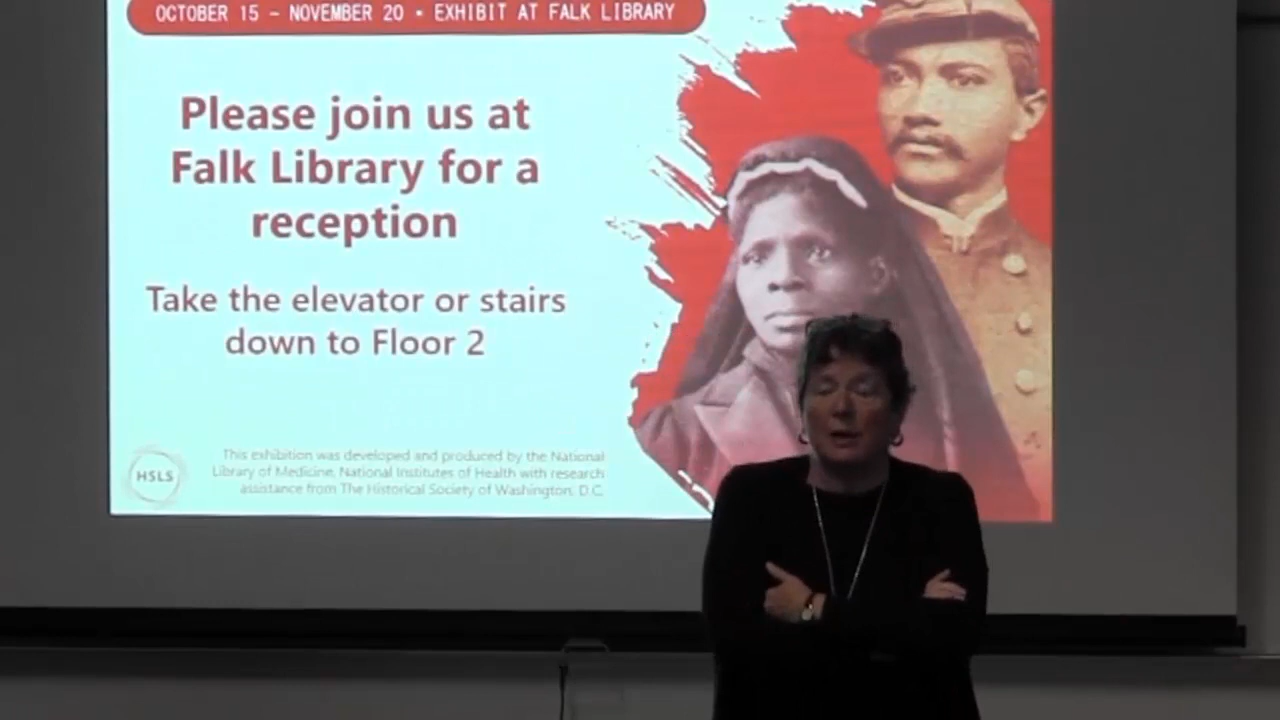 OCTOBER 15 – NOVEMBER 20 • EXHIBIT AT FALK LIBRARY
Please join us at
Falk Library for a
reception
Take the elevator or stairs
down to Floor 2
HSLS
This exhibition was developed and produced by the National
Library of Medicine, National Institutes of Health with research
assistance from The Historical Society of Washington, D.C.